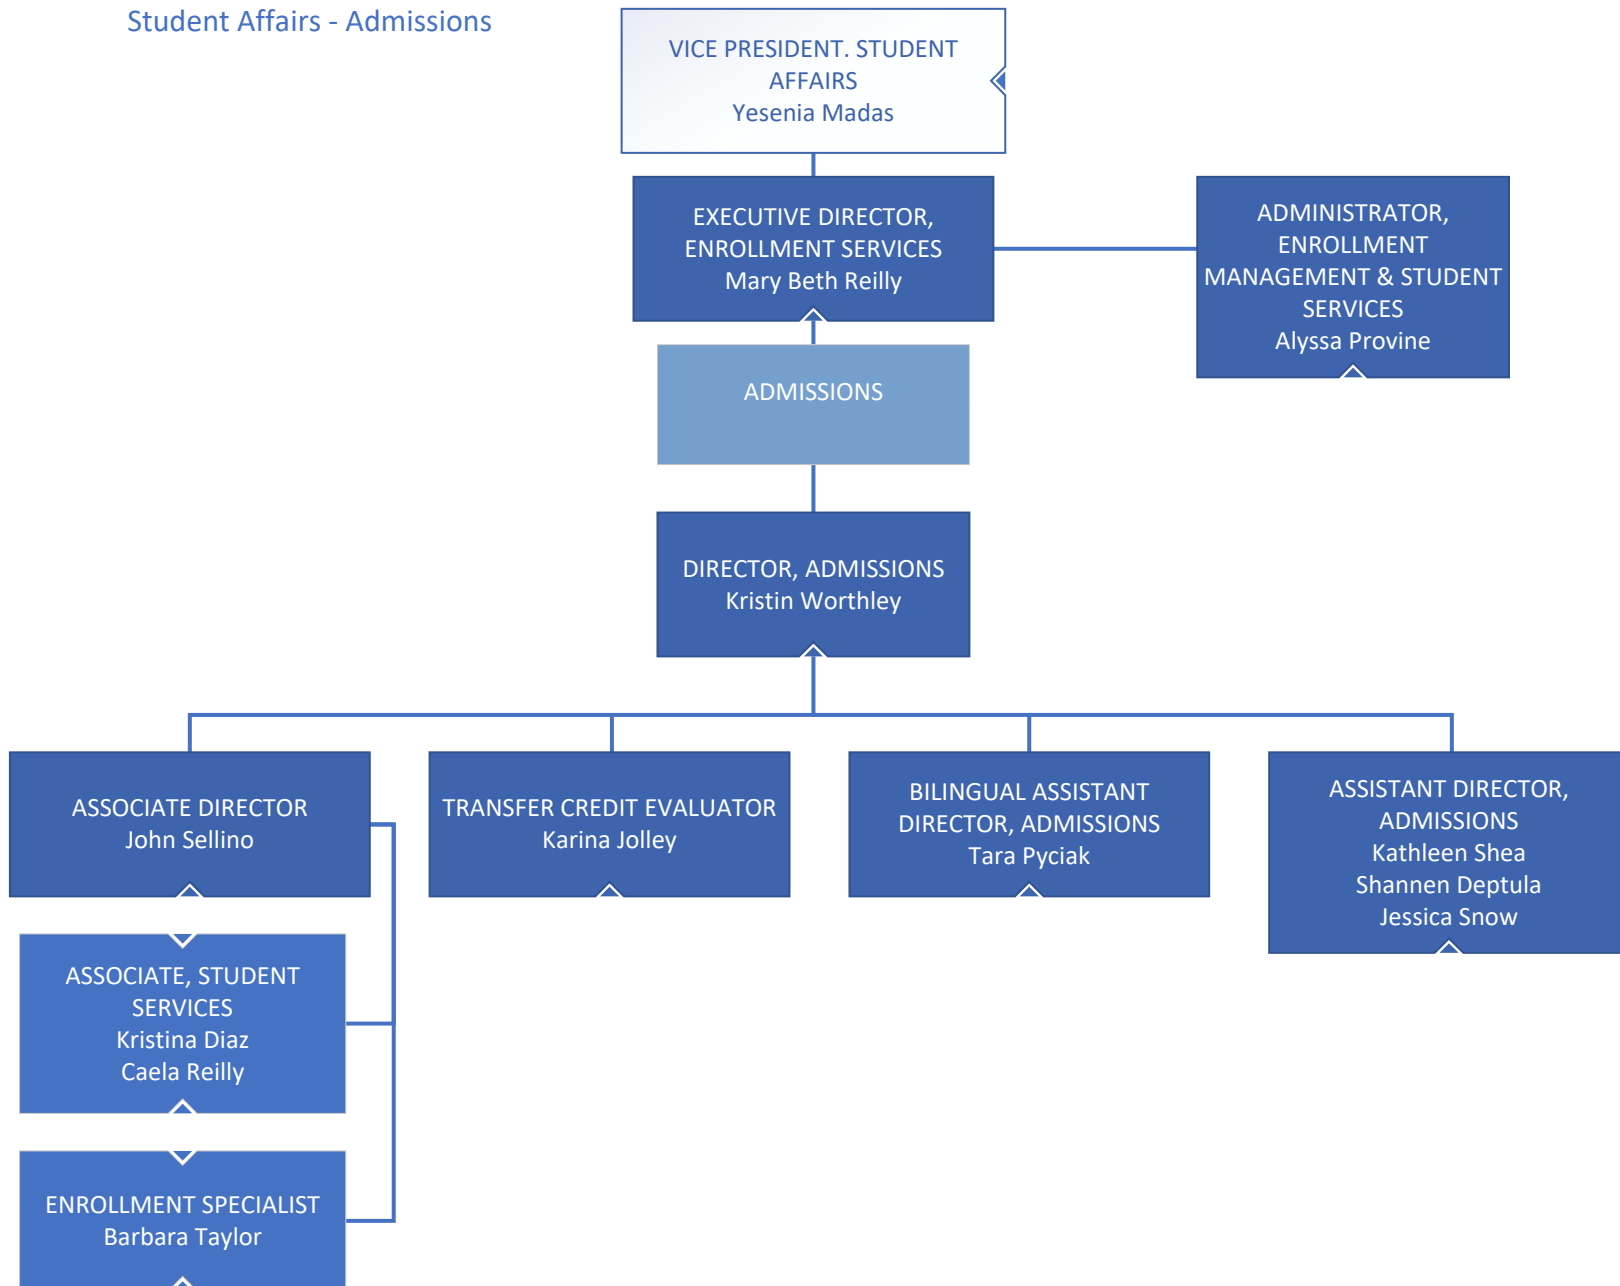 Student Affairs - Admissions
VICE PRESIDENT. STUDENT
AFFAIRS
Yesenia Madas
EXECUTIVE DIRECTOR,
ENROLLMENT SERVICES
Mary Beth Reilly
ADMINISTRATOR,
ENROLLMENT
MANAGEMENT & STUDENT
SERVICES
Alyssa Provine
ADMISSIONS
DIRECTOR, ADMISSIONS
Kristin Worthley
ASSOCIATE DIRECTOR
John Sellino
TRANSFER CREDIT EVALUATOR
Karina Jolley
BILINGUAL ASSISTANT
DIRECTOR, ADMISSIONS
Tara Pyciak
ASSISTANT DIRECTOR,
ADMISSIONS
Kathleen Shea
Shannen Deptula
Jessica Snow
ASSOCIATE, STUDENT
SERVICES
Kristina Diaz
Caela Reilly
ENROLLMENT SPECIALIST
Barbara Taylor